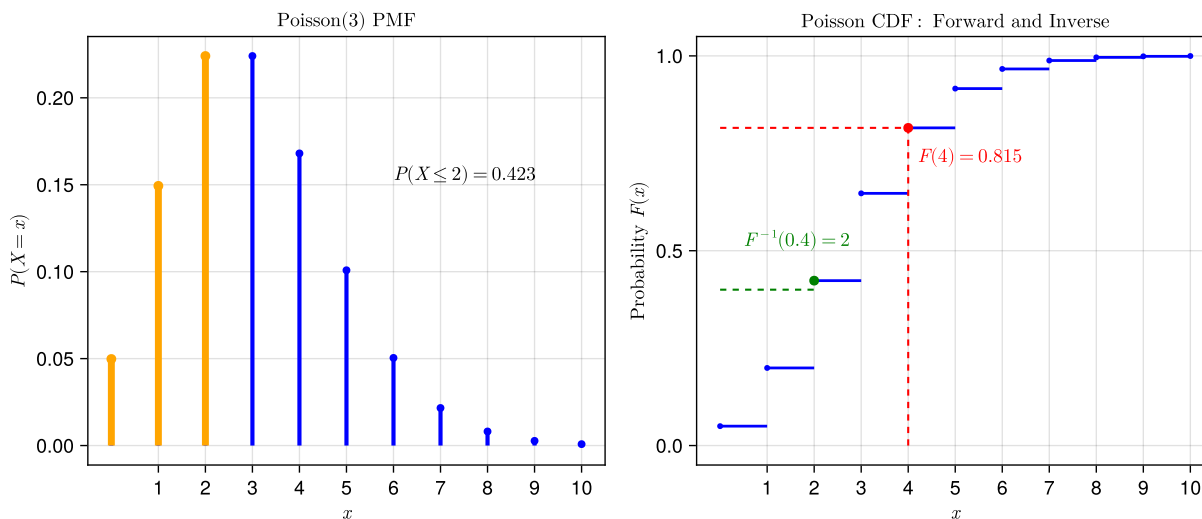 Poisson(3) PMF
P(X = x)
0.20
0.15
0.10
0.05
0.00
P(X ≤ 2) = 0.423
1 2 3 4 5 6 7 8 9 10
x
Poisson CDF : Forward and Inverse
Probability F(x)
1.0
0.5
0.0
F(4) = 0.815
F⁻¹(0.4) = 2
1 2 3 4 5 6 7 8 9 10
x